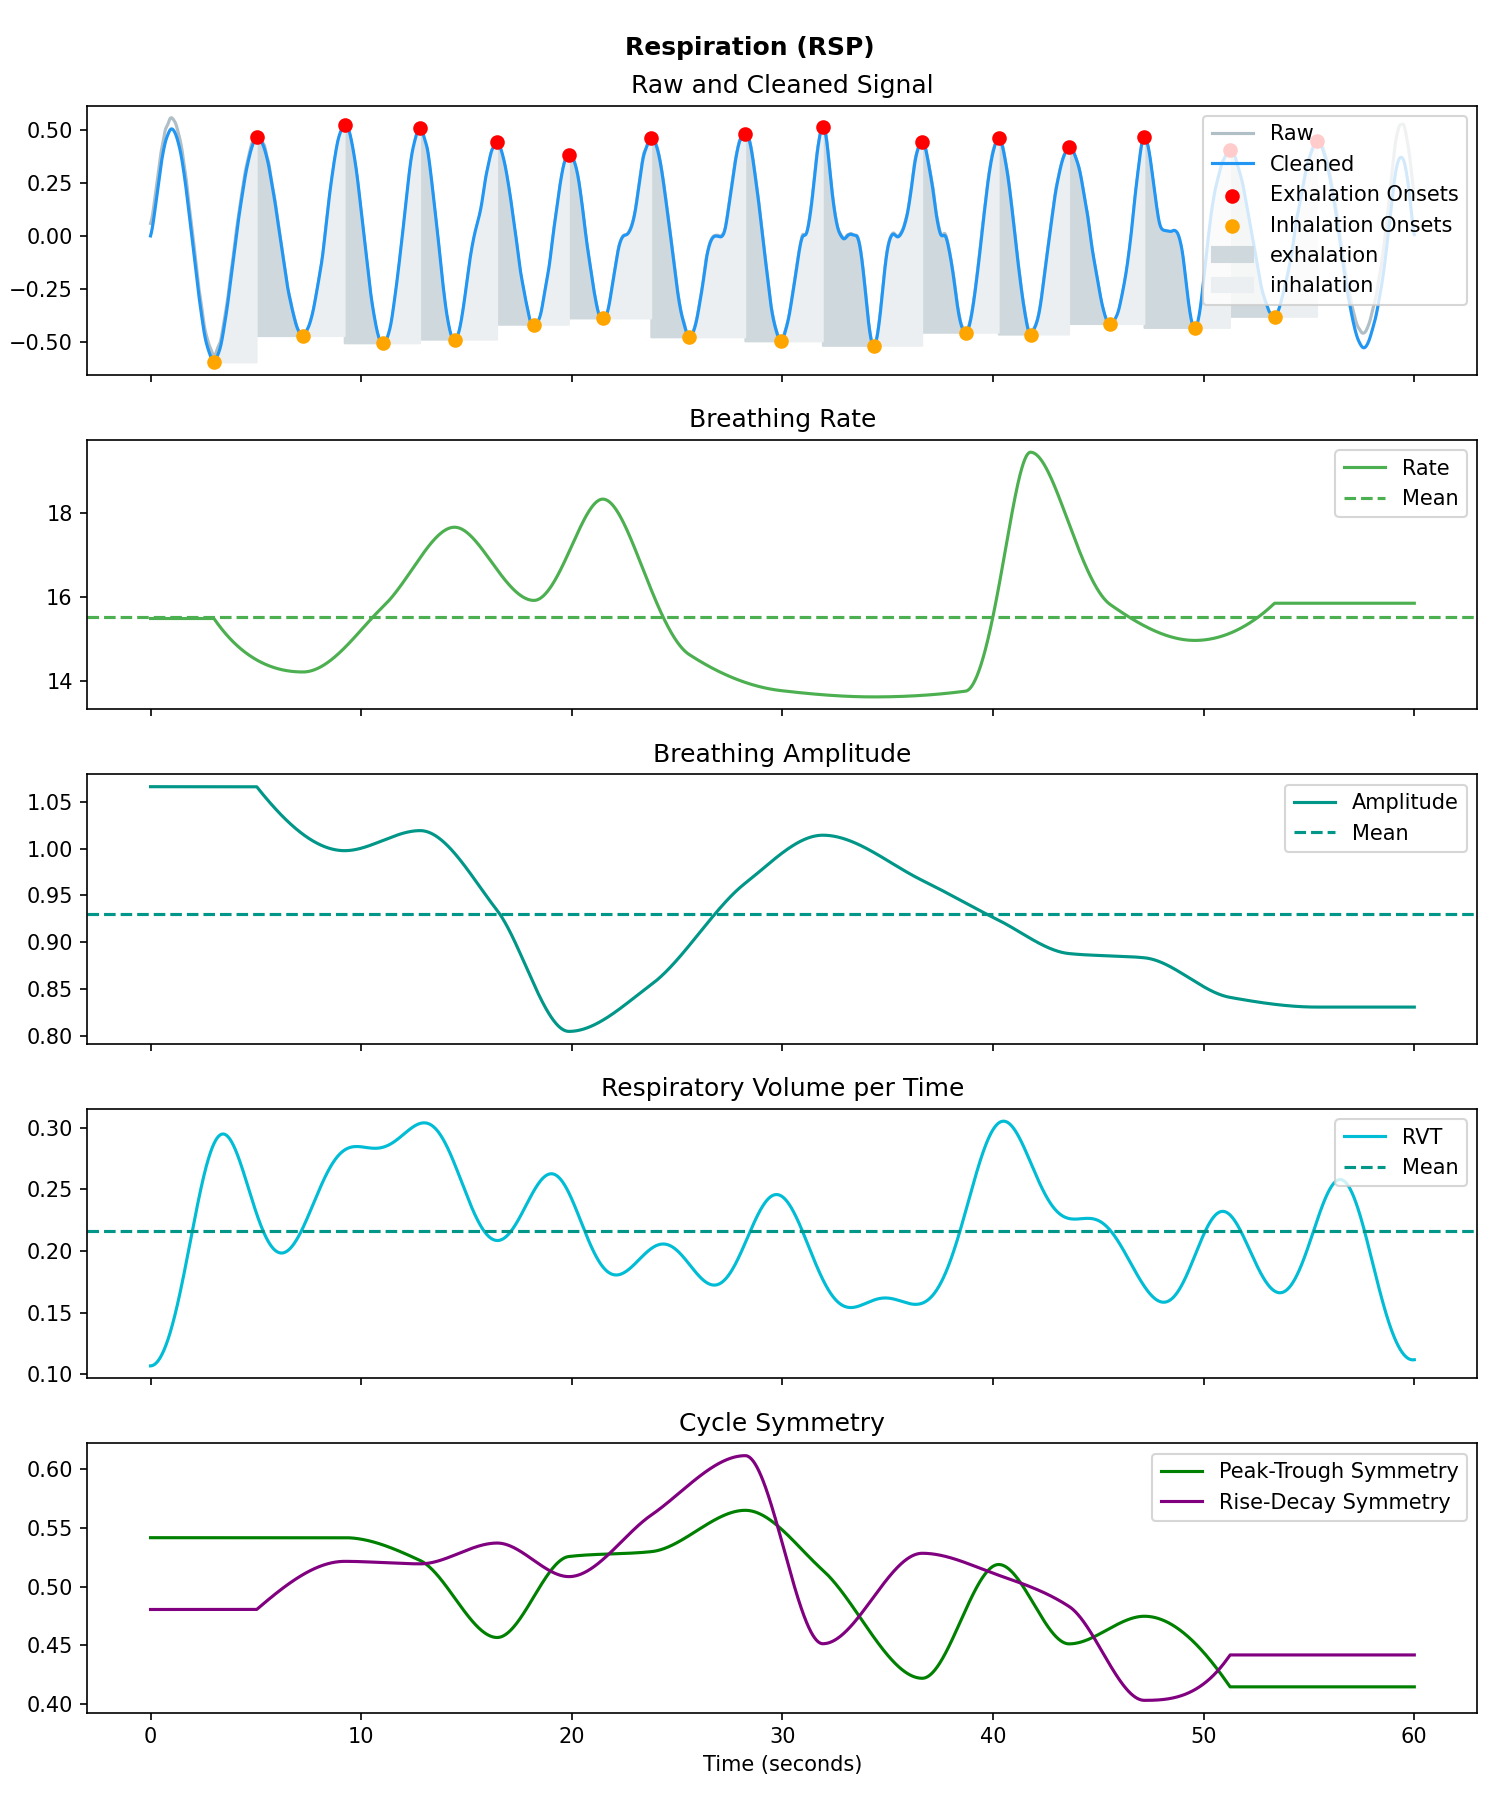 Respiration (RSP)
Raw and Cleaned Signal
0.50
0.25
0.00
−0.25
−0.50
Raw
Cleaned
Exhalation Onsets
Inhalation Onsets
exhalation
inhalation
Breathing Rate
18
16
14
Rate
Mean
Breathing Amplitude
1.05
1.00
0.95
0.90
0.85
0.80
Amplitude
Mean
Respiratory Volume per Time
0.30
0.25
0.20
0.15
0.10
RVT
Mean
Cycle Symmetry
0.60
0.55
0.50
0.45
0.40
Peak-Trough Symmetry
Rise-Decay Symmetry
0 10 20 30 40 50 60
Time (seconds)